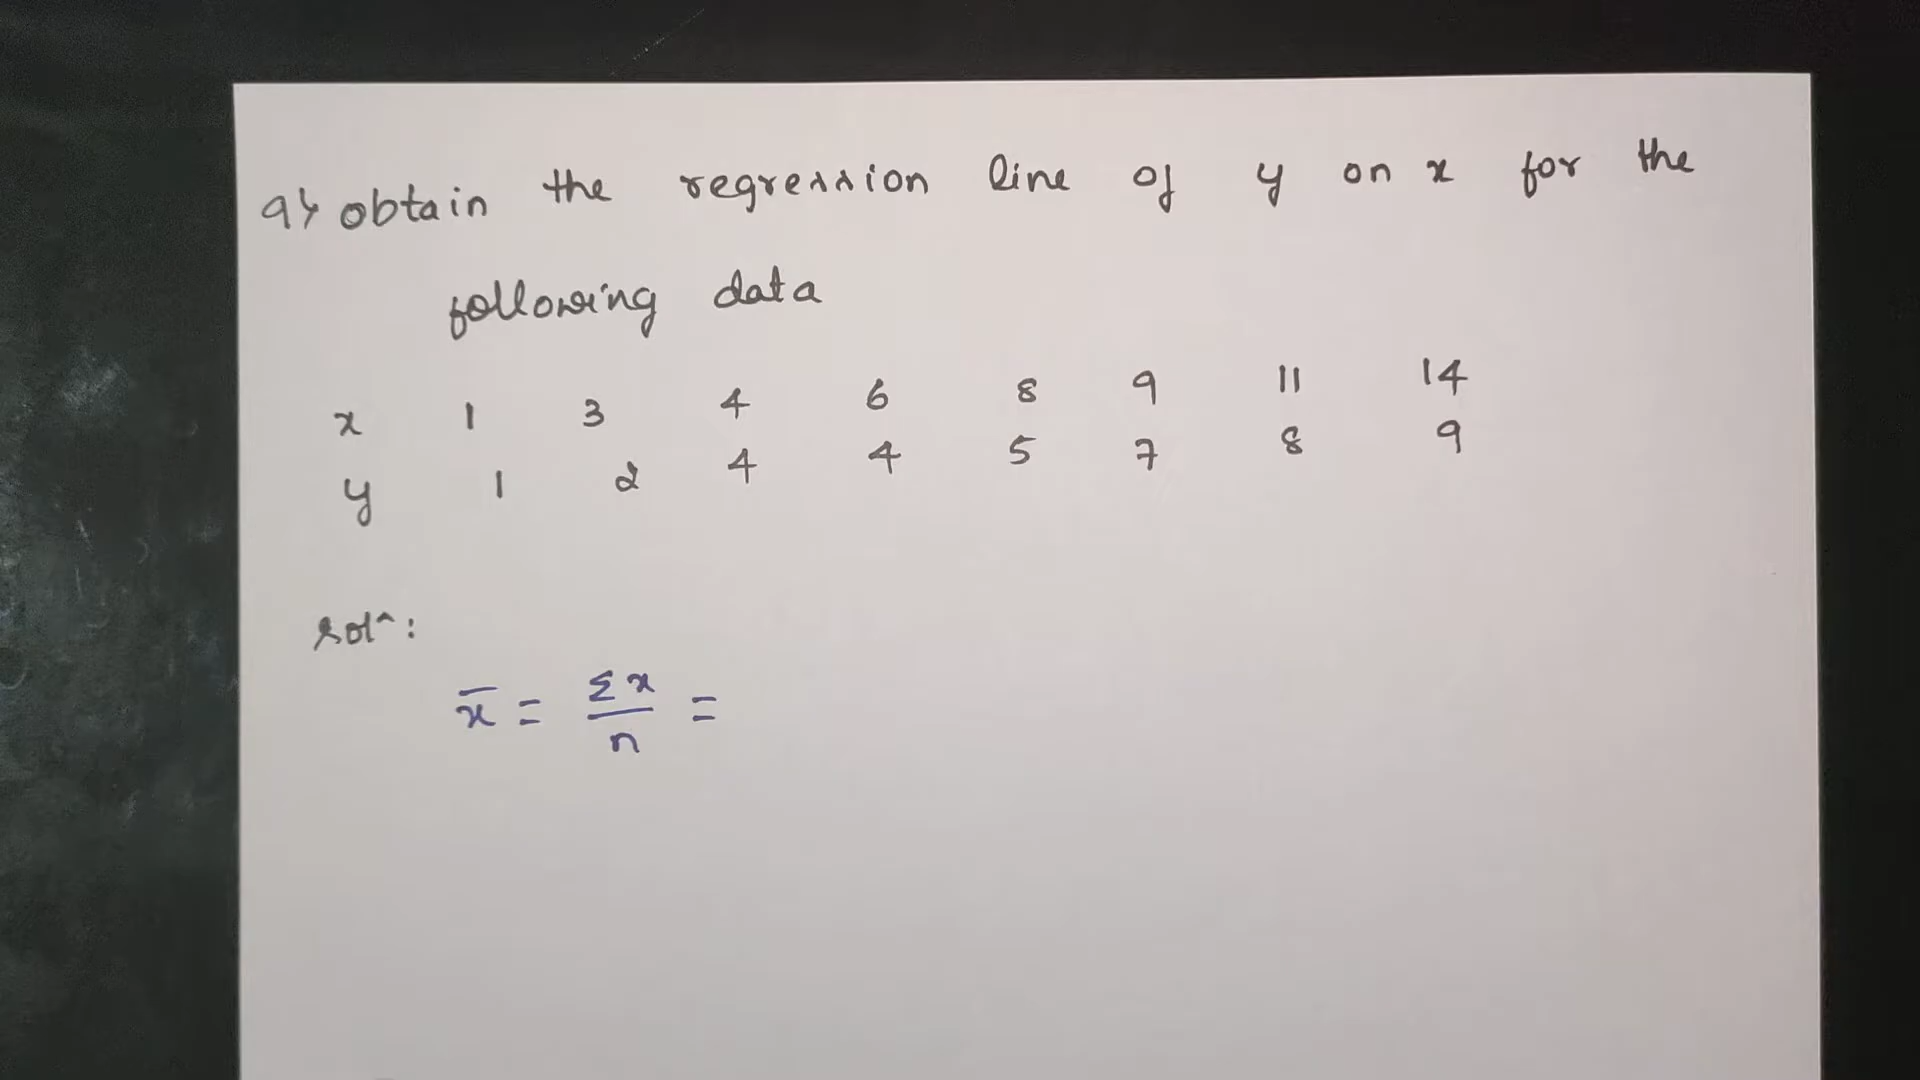 9) obtain the regression line of y on x for the
following data
x 1 3 4 6 8 9 11 14
y 1 2 4 4 5 7 8 9
solⁿ:
x̄ = Σx/n =